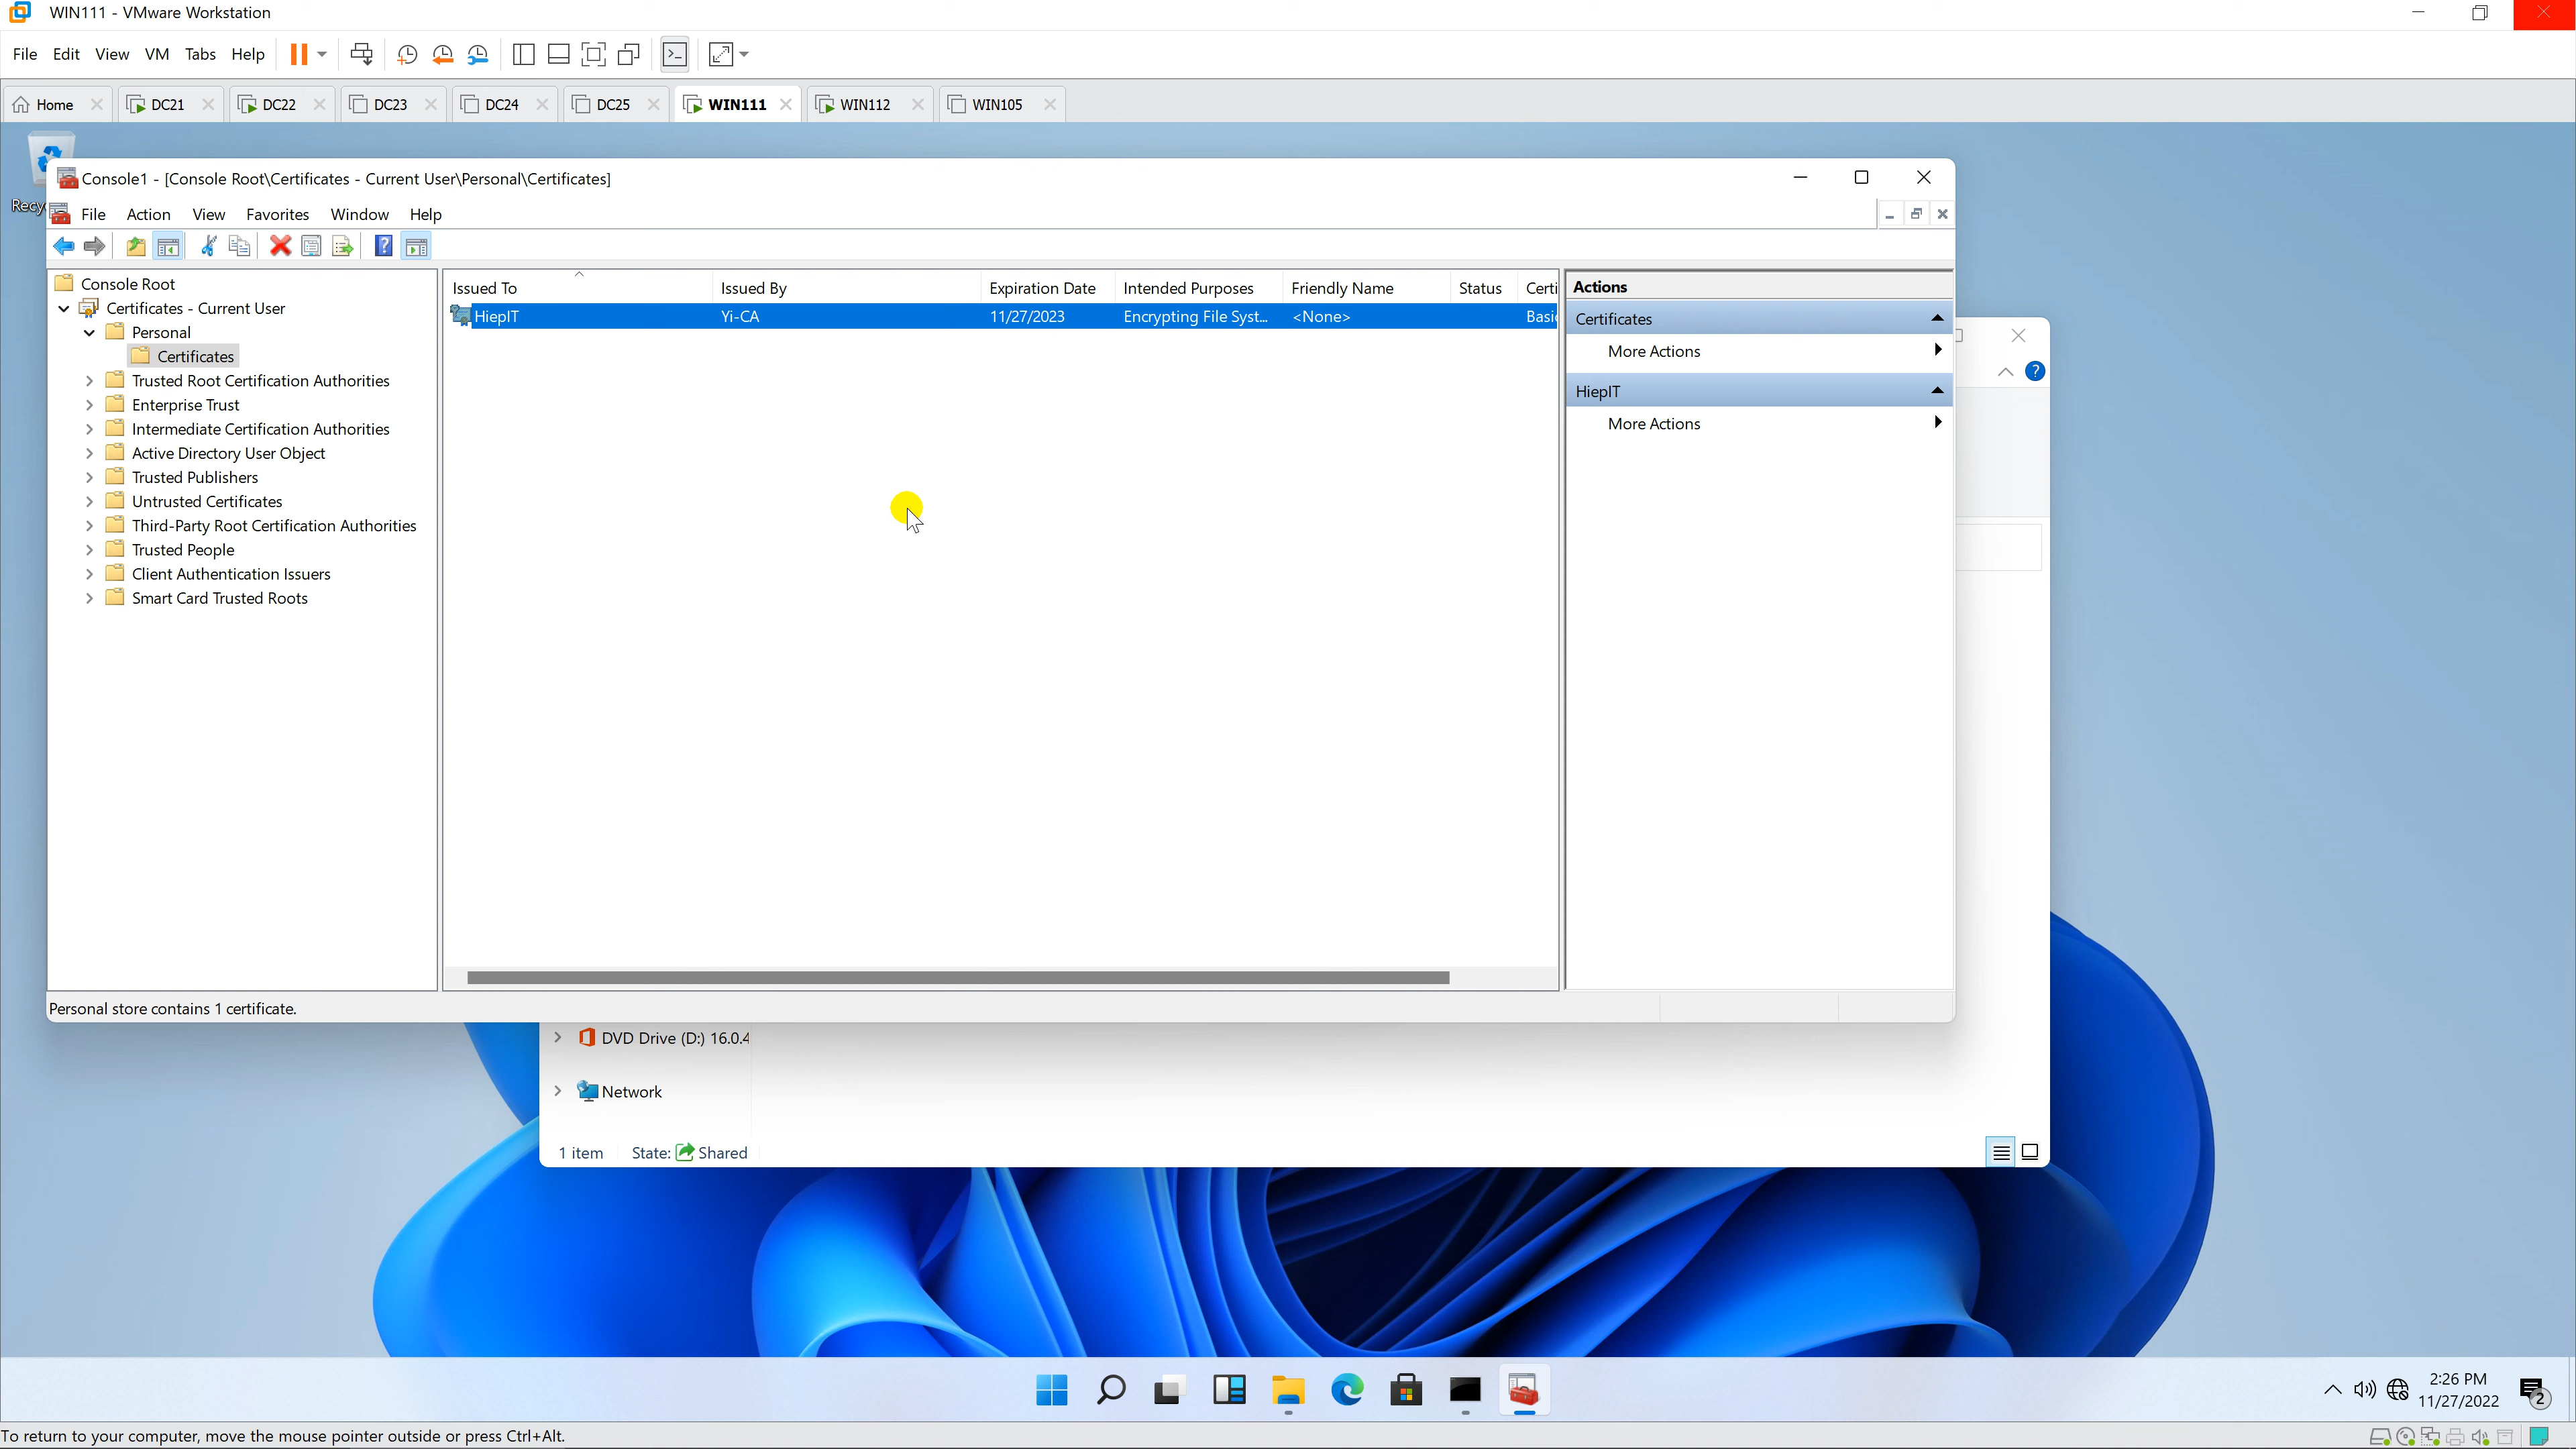 WIN111 - VMware Workstation
File Edit View VM Tabs Help
Home DC21 DC22 DC23 DC24 DC25 WIN111 WIN112 WIN105
Console1 - [Console Root\Certificates - Current User\Personal\Certificates]
Recy
File Action View Favorites Window Help
Console Root
Certificates - Current User
Personal
Certificates
Trusted Root Certification Authorities
Enterprise Trust
Intermediate Certification Authorities
Active Directory User Object
Trusted Publishers
Untrusted Certificates
Third-Party Root Certification Authorities
Trusted People
Client Authentication Issuers
Smart Card Trusted Roots
Issued To Issued By Expiration Date Intended Purposes Friendly Name Status Certi
HiepIT Yi-CA 11/27/2023 Encrypting File Syst... <None> Basi
Actions
Certificates
More Actions
HiepIT
More Actions
Personal store contains 1 certificate.
DVD Drive (D:) 16.0.4
Network
1 item State: Shared
2:26 PM
11/27/2022
2
To return to your computer, move the mouse pointer outside or press Ctrl+Alt.